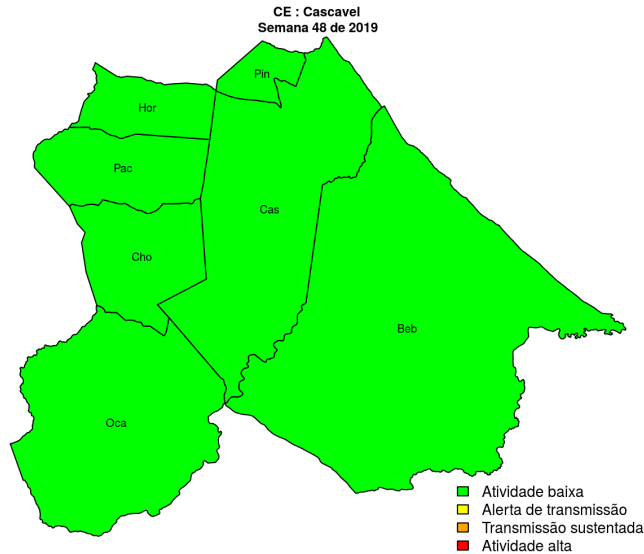 CE : Cascavel
Semana 48 de 2019
Pin
Hor
Pac
Cas
Cho
Beb
Oca
Atividade baixa
Alerta de transmissão
Transmissão sustentada
Atividade alta